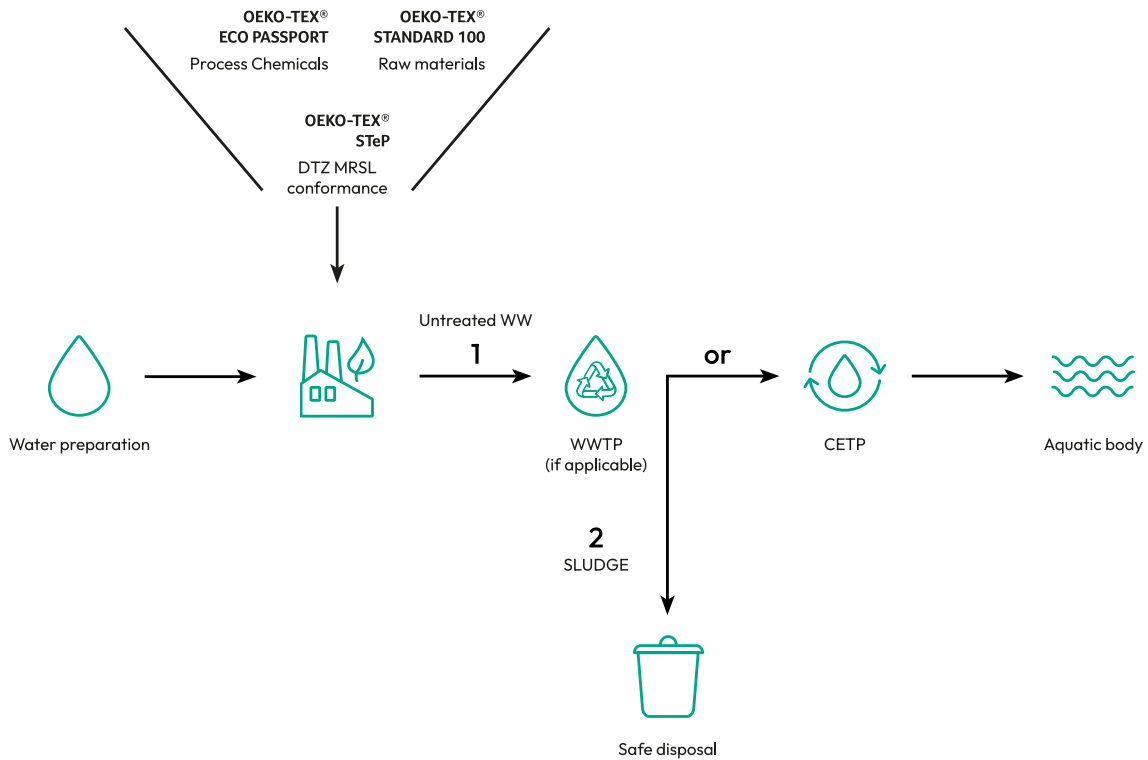 OEKO-TEX®
ECO PASSPORT
Process Chemicals
OEKO-TEX®
STANDARD 100
Raw materials
OEKO-TEX®
STeP
DTZ MRSL
conformance
Untreated WW
1
or
Water preparation
WWTP
(if applicable)
CETP
Aquatic body
2
SLUDGE
Safe disposal